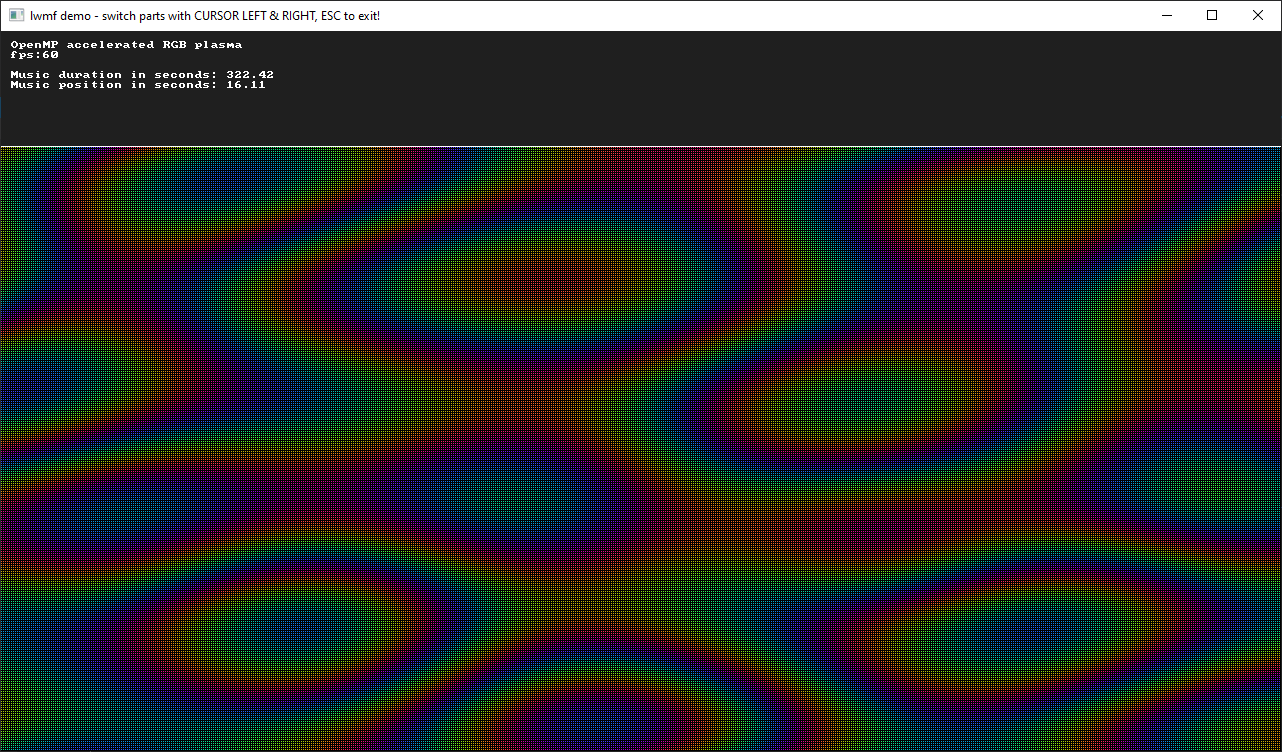 lwmf demo - switch parts with CURSOR LEFT & RIGHT, ESC to exit!
OpenMP accelerated RGB plasma
fps:60
Music duration in seconds: 322.42
Music position in seconds: 16.11